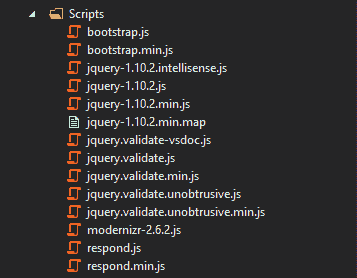 Scripts
bootstrap.js
bootstrap.min.js
jquery-1.10.2.intellisense.js
jquery-1.10.2.js
jquery-1.10.2.min.js
jquery-1.10.2.min.map
jquery.validate-vsdoc.js
jquery.validate.js
jquery.validate.min.js
jquery.validate.unobtrusive.js
jquery.validate.unobtrusive.min.js
modernizr-2.6.2.js
respond.js
respond.min.js